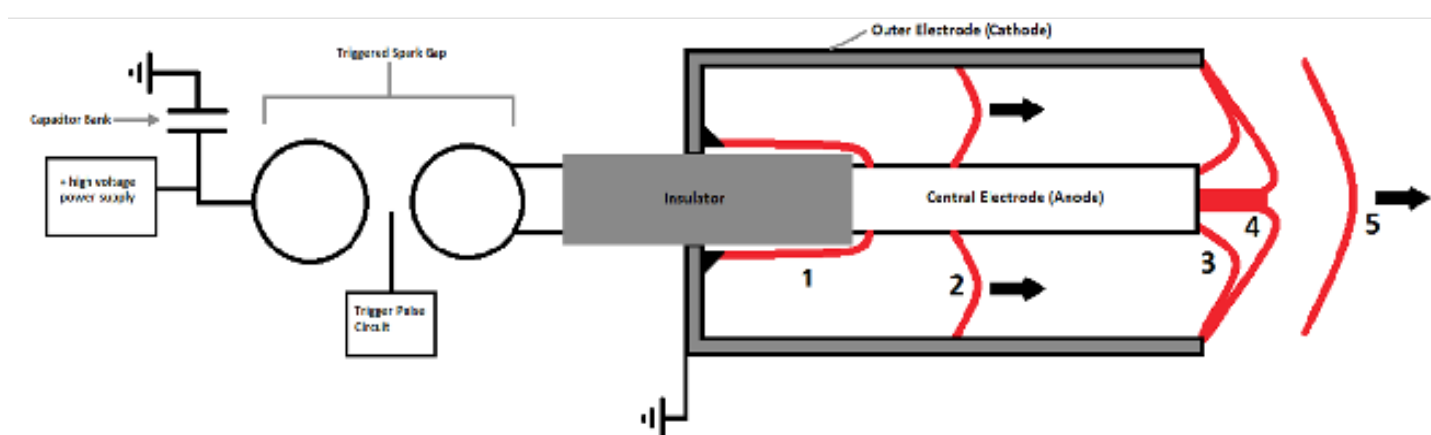 Outer Electrode (Cathode)
Triggered Spark Gap
Capacitor Bank
+ high voltage
power supply
Insulator
Central Electrode (Anode)
1
2
3
4
5
Trigger Pulse
Circuit